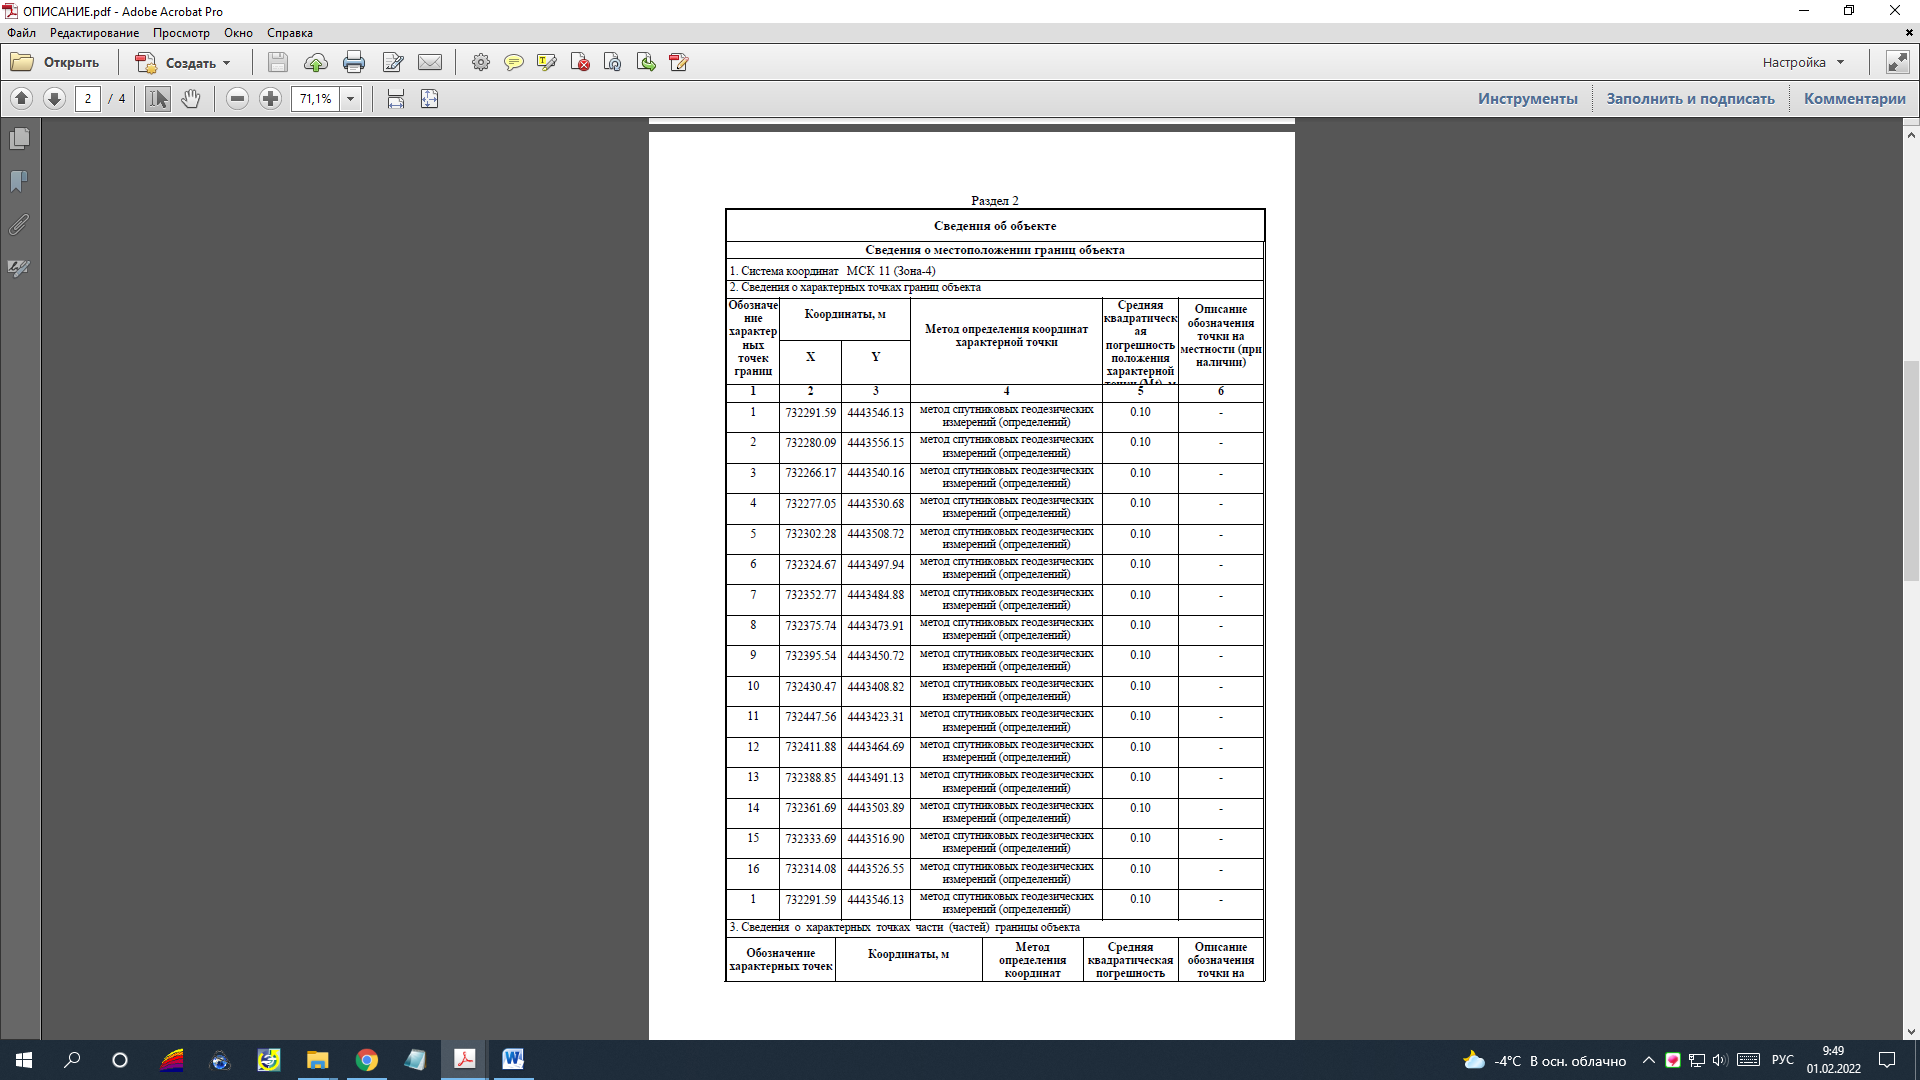 ОПИСАНИЕ.pdf - Adobe Acrobat Pro
Файл Редактирование Просмотр Окно Справка
Открыть Создать Настройка
2 / 4 71,1% Инструменты Заполнить и подписать Комментарии
Раздел 2
Сведения об объекте
Сведения о местоположении границ объекта
1. Система координат МСК 11 (Зона-4)
2. Сведения о характерных точках границ объекта
Обозначе
ние
характер
ных
точек
границ
Координаты, м
X Y
Метод определения координат
характерной точки
Средняя
квадратическ
ая
погрешность
положения
характерной
точки (Mt), м
Описание
обозначения
точки на
местности (при
наличии)
1 2 3 4 5 6
1 732291.59 4443546.13 метод спутниковых геодезических 0.10 -
измерений (определений)
2 732280.09 4443556.15 метод спутниковых геодезических 0.10 -
измерений (определений)
3 732266.17 4443540.16 метод спутниковых геодезических 0.10 -
измерений (определений)
4 732277.05 4443530.68 метод спутниковых геодезических 0.10 -
измерений (определений)
5 732302.28 4443508.72 метод спутниковых геодезических 0.10 -
измерений (определений)
6 732324.67 4443497.94 метод спутниковых геодезических 0.10 -
измерений (определений)
7 732352.77 4443484.88 метод спутниковых геодезических 0.10 -
измерений (определений)
8 732375.74 4443473.91 метод спутниковых геодезических 0.10 -
измерений (определений)
9 732395.54 4443450.72 метод спутниковых геодезических 0.10 -
измерений (определений)
10 732430.47 4443408.82 метод спутниковых геодезических 0.10 -
измерений (определений)
11 732447.56 4443423.31 метод спутниковых геодезических 0.10 -
измерений (определений)
12 732411.88 4443464.69 метод спутниковых геодезических 0.10 -
измерений (определений)
13 732388.85 4443491.13 метод спутниковых геодезических 0.10 -
измерений (определений)
14 732361.69 4443503.89 метод спутниковых геодезических 0.10 -
измерений (определений)
15 732333.69 4443516.90 метод спутниковых геодезических 0.10 -
измерений (определений)
16 732314.08 4443526.55 метод спутниковых геодезических 0.10 -
измерений (определений)
1 732291.59 4443546.13 метод спутниковых геодезических 0.10 -
измерений (определений)
3. Сведения о характерных точках части (частей) границы объекта
Обозначение
характерных точек
Координаты, м
Метод
определения
координат
Средняя
квадратическая
погрешность
Описание
обозначения
точки на
-4°C В осн. облачно РУС 9:49
01.02.2022